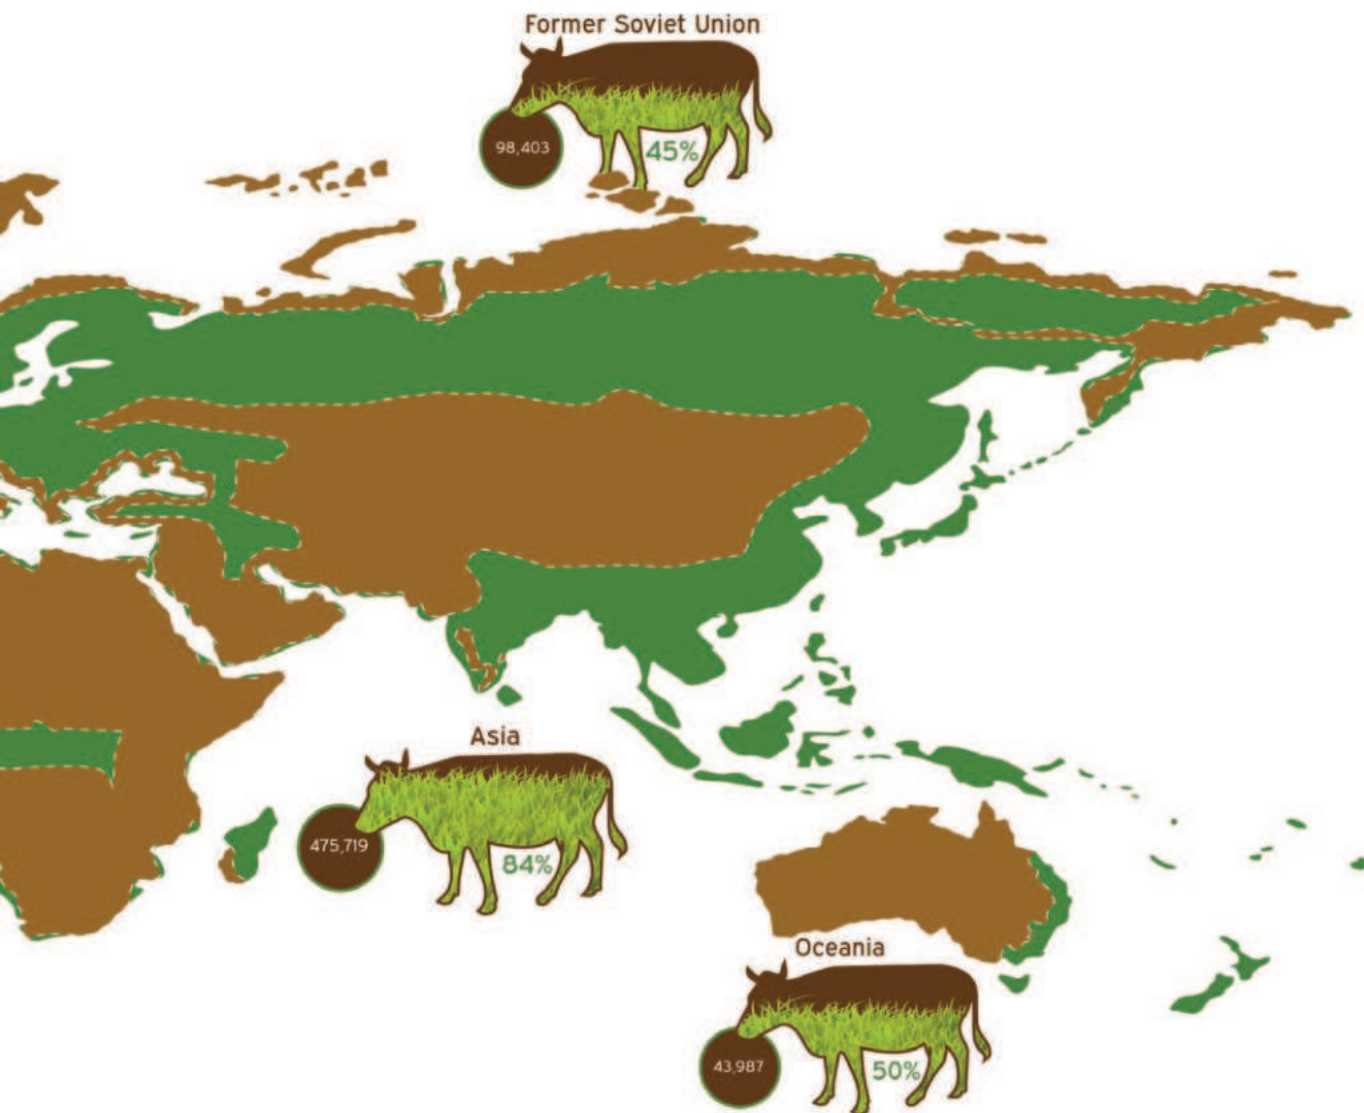 Former Soviet Union
98,403
45%
Asia
475,719
84%
Oceania
43,987
50%